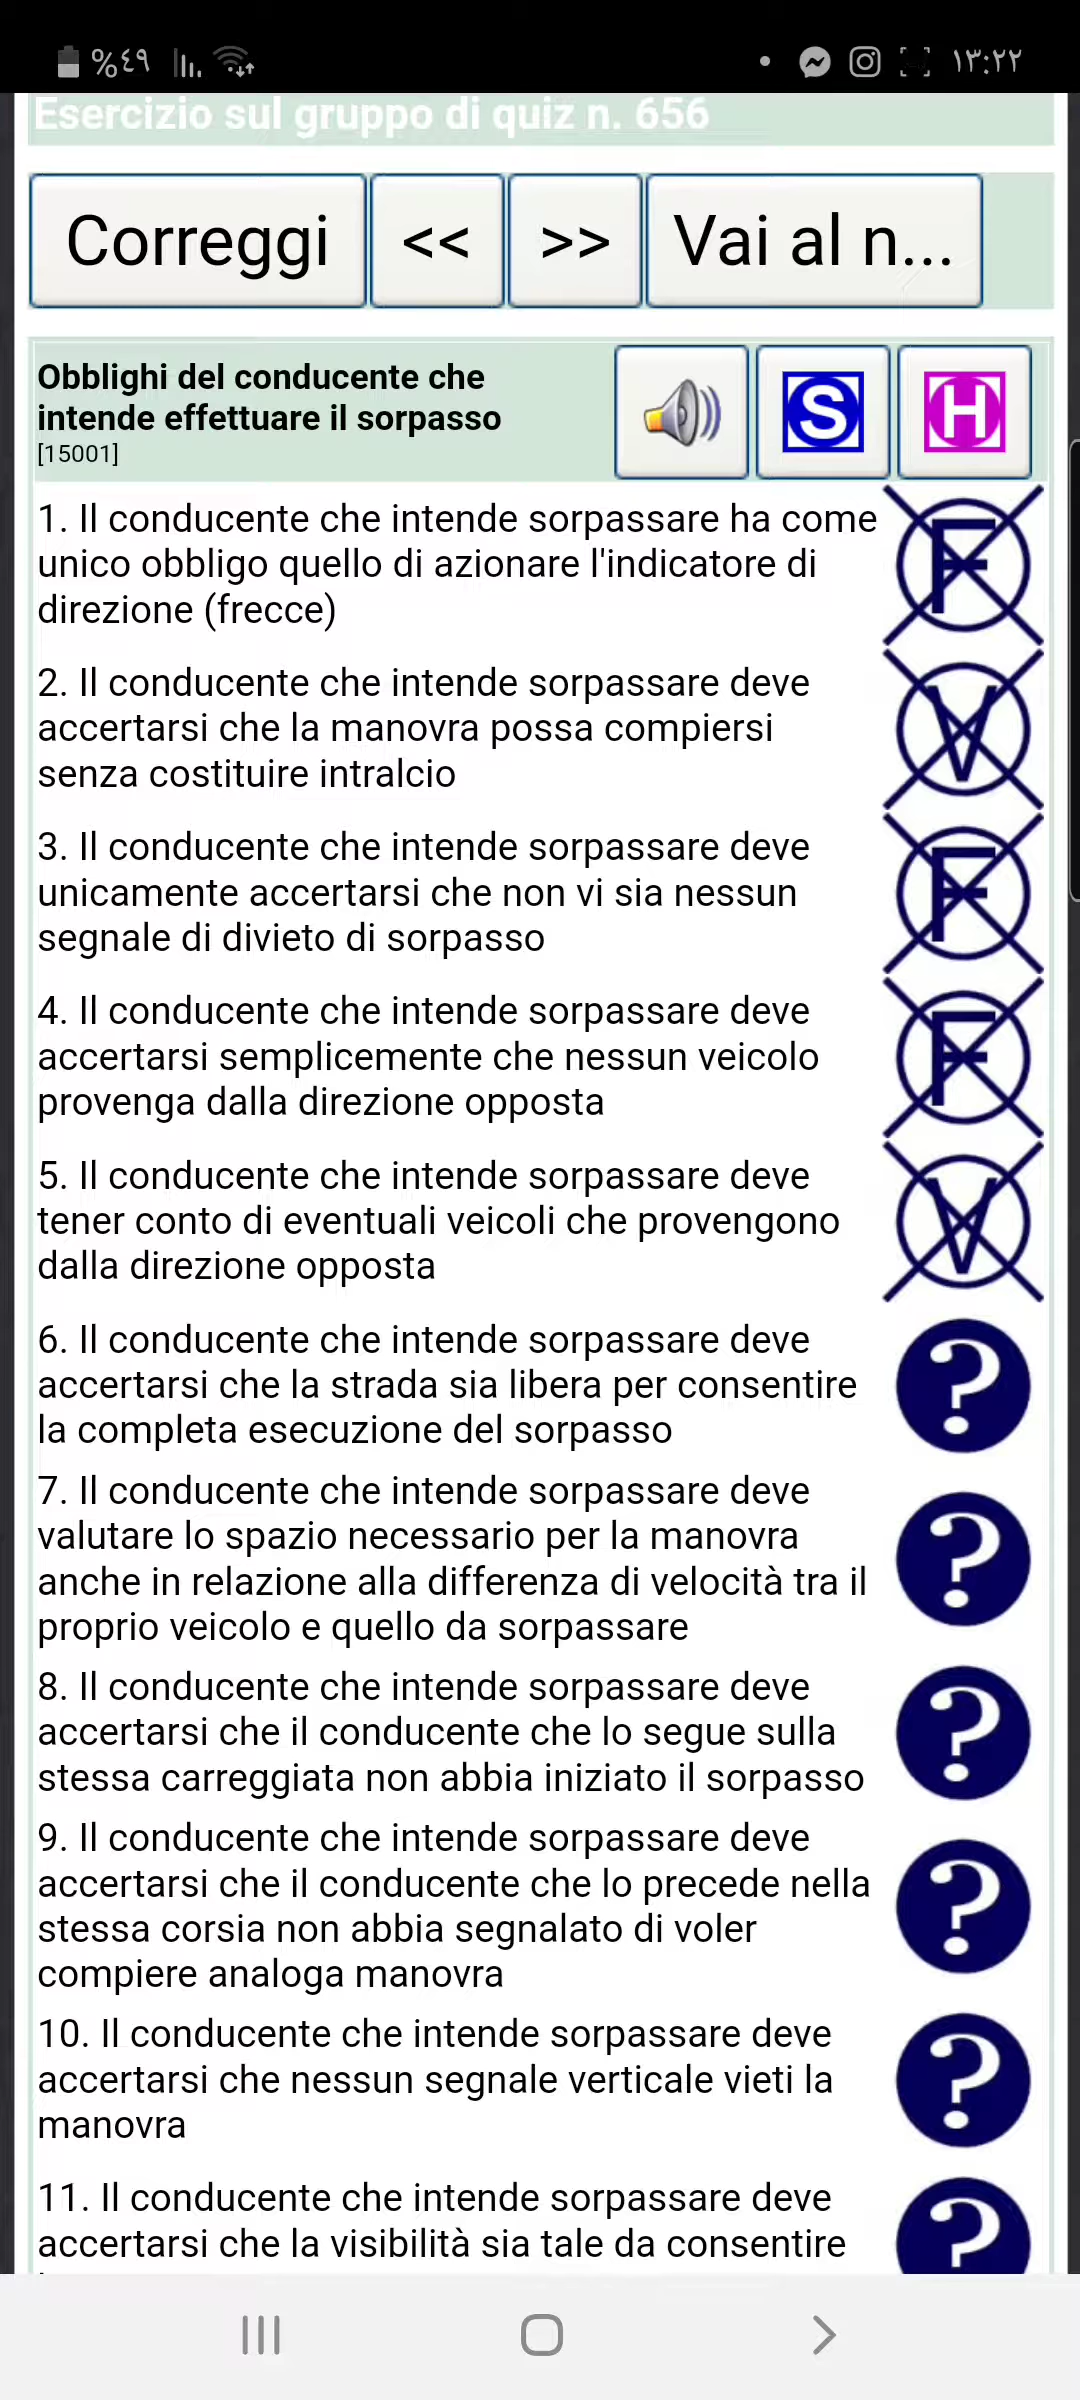 %٤٩ ١٣:٢٢
Esercizio sul gruppo di quiz n. 656
Correggi << >> Vai al n...
Obblighi del conducente che
intende effettuare il sorpasso
[15001]
S H
1. Il conducente che intende sorpassare ha come
unico obbligo quello di azionare l'indicatore di
direzione (frecce)
F
2. Il conducente che intende sorpassare deve
accertarsi che la manovra possa compiersi
senza costituire intralcio
V
3. Il conducente che intende sorpassare deve
unicamente accertarsi che non vi sia nessun
segnale di divieto di sorpasso
F
4. Il conducente che intende sorpassare deve
accertarsi semplicemente che nessun veicolo
provenga dalla direzione opposta
F
5. Il conducente che intende sorpassare deve
tener conto di eventuali veicoli che provengono
dalla direzione opposta
V
6. Il conducente che intende sorpassare deve
accertarsi che la strada sia libera per consentire
la completa esecuzione del sorpasso
?
7. Il conducente che intende sorpassare deve
valutare lo spazio necessario per la manovra
anche in relazione alla differenza di velocità tra il
proprio veicolo e quello da sorpassare
?
8. Il conducente che intende sorpassare deve
accertarsi che il conducente che lo segue sulla
stessa carreggiata non abbia iniziato il sorpasso
?
9. Il conducente che intende sorpassare deve
accertarsi che il conducente che lo precede nella
stessa corsia non abbia segnalato di voler
compiere analoga manovra
?
10. Il conducente che intende sorpassare deve
accertarsi che nessun segnale verticale vieti la
manovra
?
11. Il conducente che intende sorpassare deve
accertarsi che la visibilità sia tale da consentire
?